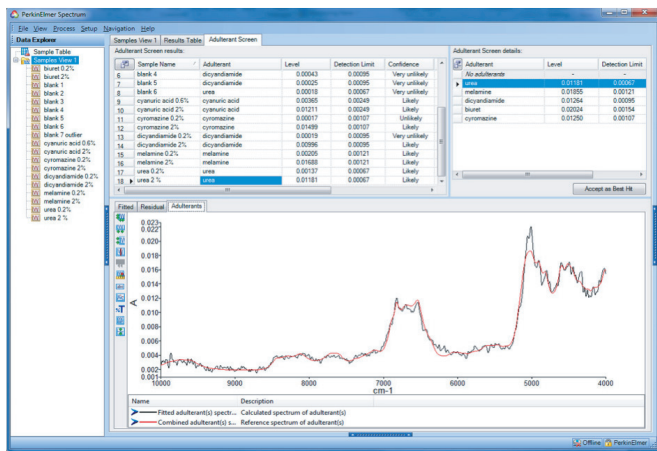 PerkinElmer Spectrum
File View Process Setup Navigation Help
Data Explorer
Sample Table
Samples View 1
biuret 0.2%
biuret 2%
blank 1
blank 2
blank 3
blank 4
blank 5
blank 6
blank 7 outlier
cyanuric acid 0.6%
cyanuric acid 2%
cyromazine 0.2%
cyromazine 2%
dicyandiamide 0.2%
dicyandiamide 2%
melamine 0.2%
melamine 2%
urea 0.2%
urea 2 %
Samples View 1 Results Table Adulterant Screen
Adulterant Screen results:
Sample Name Adulterant Level Detection Limit Confidence
6 blank 4 dicyandiamide 0.00043 0.00095 Very unlikely
7 blank 5 dicyandiamide 0.00025 0.00095 Very unlikely
8 blank 6 urea 0.00018 0.00067 Very unlikely
9 cyanuric acid 0.6% cyanuric acid 0.00365 0.00249 Likely
10 cyanuric acid 2% cyanuric acid 0.01211 0.00249 Likely
11 cyromazine 0.2% cyromazine 0.00017 0.00107 Unlikely
12 cyromazine 2% cyromazine 0.01499 0.00107 Likely
13 dicyandiamide 0.2% dicyandiamide 0.00019 0.00095 Very unlikely
14 dicyandiamide 2% dicyandiamide 0.00996 0.00095 Likely
15 melamine 0.2% melamine 0.00205 0.00121 Likely
16 melamine 2% melamine 0.01688 0.00121 Likely
17 urea 0.2% urea 0.00137 0.00067 Likely
18 urea 2 % urea 0.01181 0.00067 Likely
Adulterant Screen details:
Adulterant Level Detection Limit
No adulterants - -
urea 0.01181 0.00067
melamine 0.01855 0.00121
dicyandiamide 0.01264 0.00095
biuret 0.02024 0.00154
cyromazine 0.01250 0.00107
Accept as Best Hit
Fitted Residual Adulterants
0.023
0.022
0.020
0.018
0.016
0.014
0.012
0.010
0.008
0.006
0.004
0.002
0.001
A
%T
10000 9000 8000 7000 6000 5000 4000
cm-1
Name Description
Fitted adulterant(s) spectr... Calculated spectrum of adulterant(s)
Combined adulterant(s) s... Reference spectrum of adulterant(s)
Offline PerkinElmer